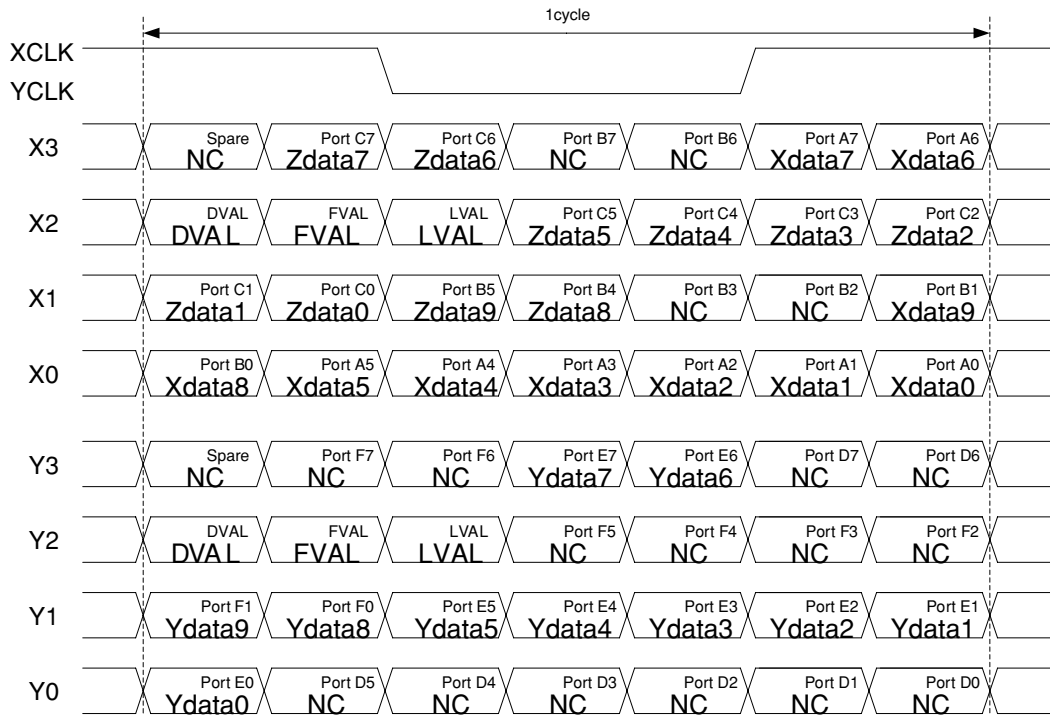 1cycle
XCLK
YCLK
X3
Spare Port C7 Port C6 Port B7 Port B6 Port A7 Port A6
NC Zdata7 Zdata6 NC NC Xdata7 Xdata6
X2
DVAL FVAL LVAL Port C5 Port C4 Port C3 Port C2
DVAL FVAL LVAL Zdata5 Zdata4 Zdata3 Zdata2
X1
Port C1 Port C0 Port B5 Port B4 Port B3 Port B2 Port B1
Zdata1 Zdata0 Zdata9 Zdata8 NC NC Xdata9
X0
Port B0 Port A5 Port A4 Port A3 Port A2 Port A1 Port A0
Xdata8 Xdata5 Xdata4 Xdata3 Xdata2 Xdata1 Xdata0
Y3
Spare Port F7 Port F6 Port E7 Port E6 Port D7 Port D6
NC NC NC Ydata7 Ydata6 NC NC
Y2
DVAL FVAL LVAL Port F5 Port F4 Port F3 Port F2
DVAL FVAL LVAL NC NC NC NC
Y1
Port F1 Port F0 Port E5 Port E4 Port E3 Port E2 Port E1
Ydata9 Ydata8 Ydata5 Ydata4 Ydata3 Ydata2 Ydata1
Y0
Port E0 Port D5 Port D4 Port D3 Port D2 Port D1 Port D0
Ydata0 NC NC NC NC NC NC